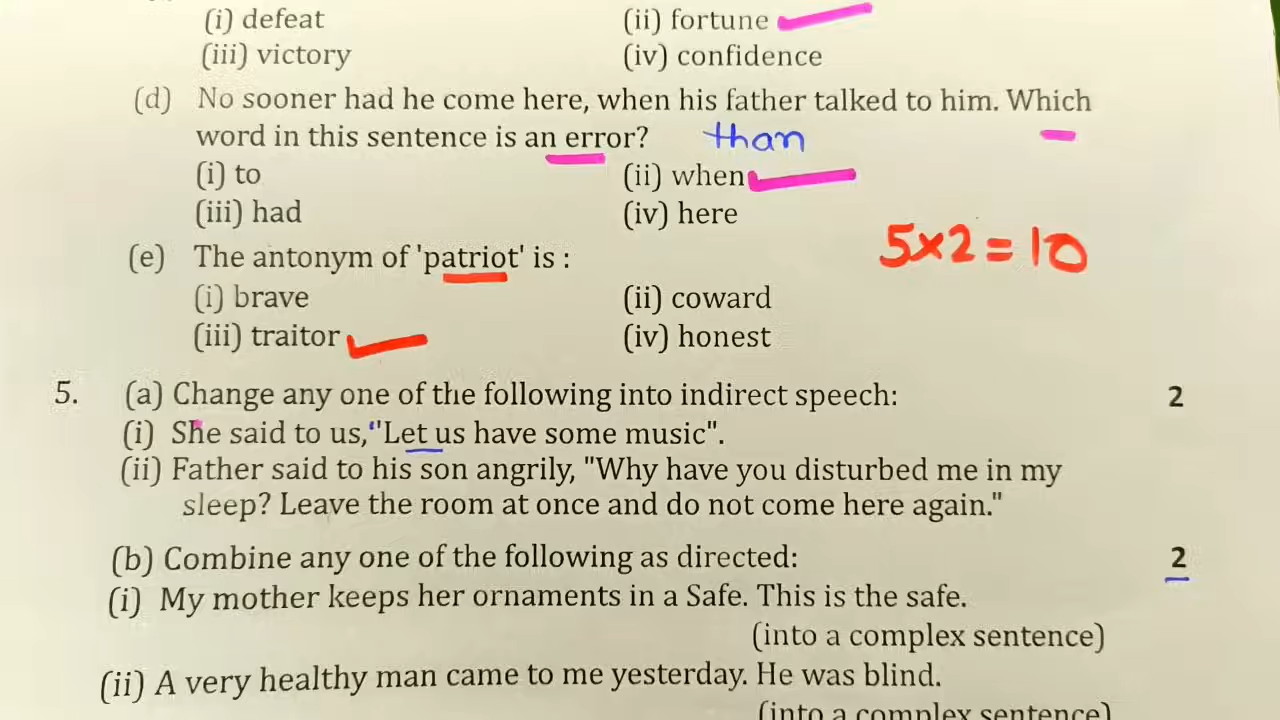 (i) defeat (ii) fortune
(iii) victory (iv) confidence
(d) No sooner had he come here, when his father talked to him. Which
word in this sentence is an error? than
(i) to (ii) when
(iii) had (iv) here
5×2=10
(e) The antonym of 'patriot' is :
(i) brave (ii) coward
(iii) traitor (iv) honest
5. (a) Change any one of the following into indirect speech: 2
(i) She said to us, "Let us have some music".
(ii) Father said to his son angrily, "Why have you disturbed me in my
sleep? Leave the room at once and do not come here again."
(b) Combine any one of the following as directed: 2
(i) My mother keeps her ornaments in a Safe. This is the safe.
(into a complex sentence)
(ii) A very healthy man came to me yesterday. He was blind.
(into a complex sentence)